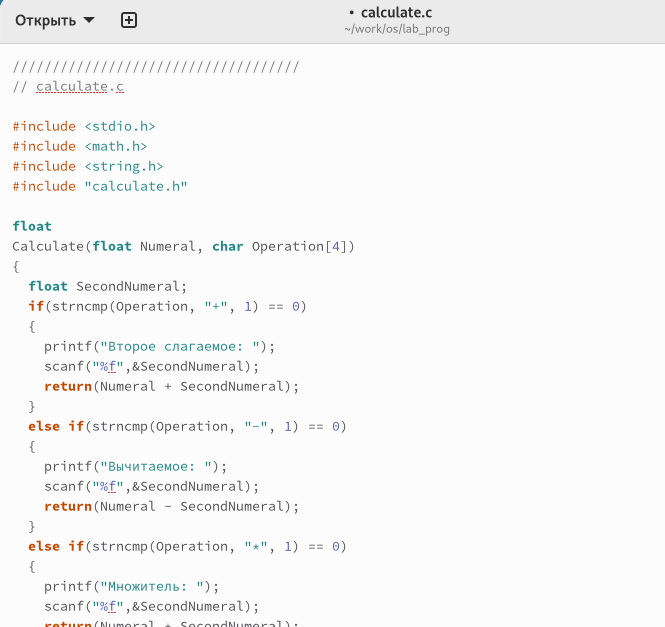 Открыть
• calculate.c
~/work/os/lab_prog
////////////////////////////////////
// calculate.c
#include <stdio.h>
#include <math.h>
#include <string.h>
#include "calculate.h"
float
Calculate(float Numeral, char Operation[4])
{
float SecondNumeral;
if(strncmp(Operation, "+", 1) == 0)
{
printf("Второе слагаемое: ");
scanf("%f",&SecondNumeral);
return(Numeral + SecondNumeral);
}
else if(strncmp(Operation, "-", 1) == 0)
{
printf("Вычитаемое: ");
scanf("%f",&SecondNumeral);
return(Numeral - SecondNumeral);
}
else if(strncmp(Operation, "*", 1) == 0)
{
printf("Множитель: ");
scanf("%f",&SecondNumeral);
return(Numeral * SecondNumeral);